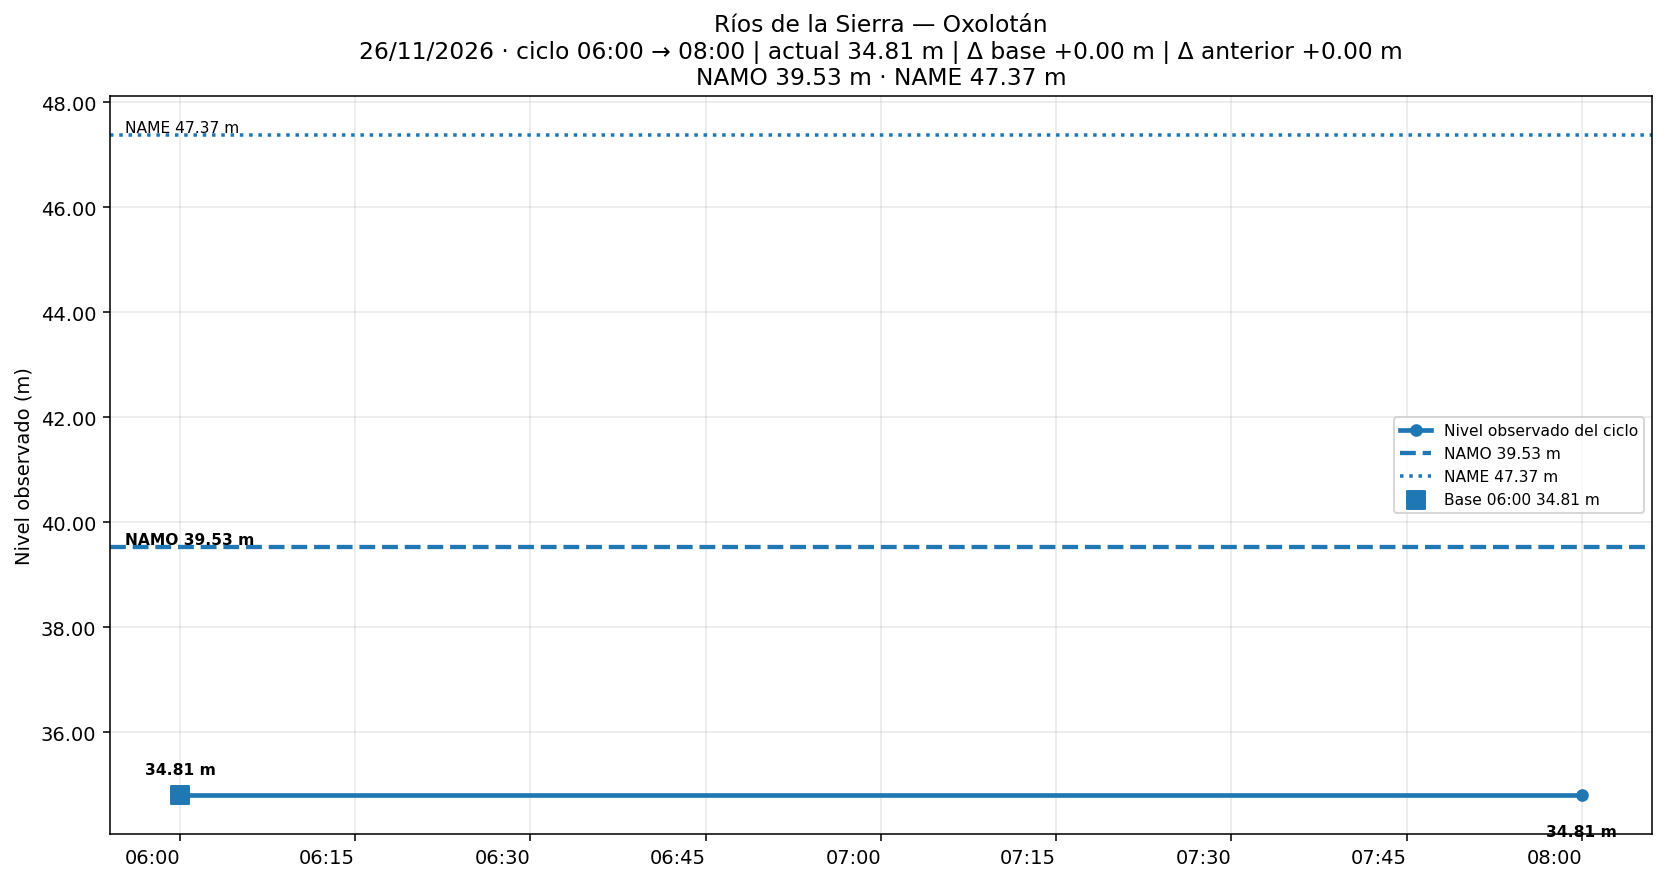 Ríos de la Sierra — Oxolotán
26/11/2026 · ciclo 06:00 → 08:00 | actual 34.81 m | Δ base +0.00 m | Δ anterior +0.00 m
NAMO 39.53 m · NAME 47.37 m
Nivel observado (m)
48.00
46.00
44.00
42.00
40.00
38.00
36.00
NAME 47.37 m
NAMO 39.53 m
34.81 m
34.81 m
Nivel observado del ciclo
NAMO 39.53 m
NAME 47.37 m
Base 06:00 34.81 m
06:00
06:15
06:30
06:45
07:00
07:15
07:30
07:45
08:00